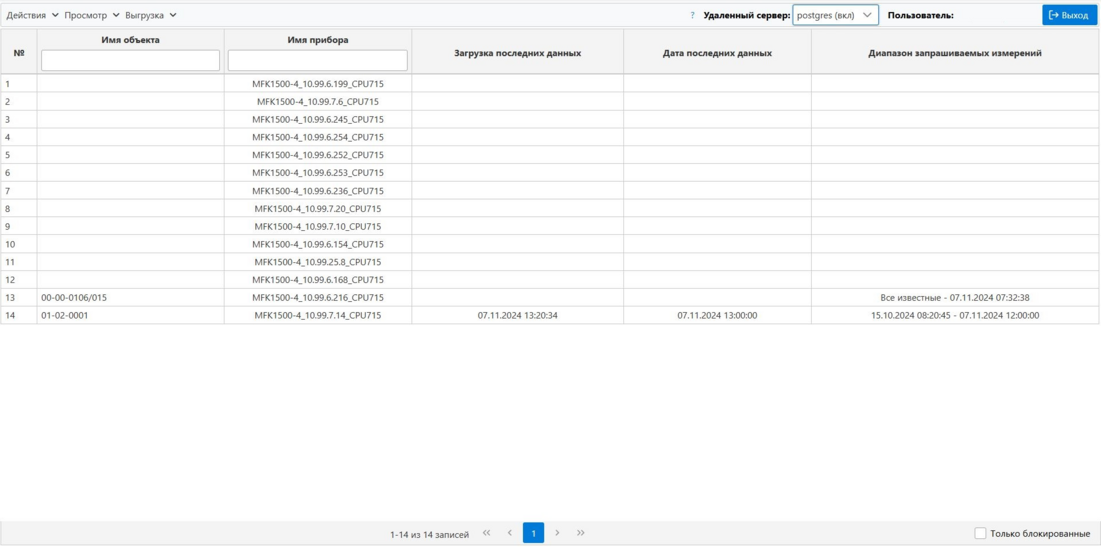 Действия Просмотр Выгрузка ? Удаленный сервер: postgres (вкл) Пользователь: Выход
№ Имя объекта Имя прибора Загрузка последних данных Дата последних данных Диапазон запрашиваемых измерений
1 MFK1500-4_10.99.6.199_CPU715
2 MFK1500-4_10.99.7.6_CPU715
3 MFK1500-4_10.99.6.245_CPU715
4 MFK1500-4_10.99.6.254_CPU715
5 MFK1500-4_10.99.6.252_CPU715
6 MFK1500-4_10.99.6.253_CPU715
7 MFK1500-4_10.99.6.236_CPU715
8 MFK1500-4_10.99.7.20_CPU715
9 MFK1500-4_10.99.7.10_CPU715
10 MFK1500-4_10.99.6.154_CPU715
11 MFK1500-4_10.99.25.8_CPU715
12 MFK1500-4_10.99.6.168_CPU715
13 00-00-0106/015 MFK1500-4_10.99.6.216_CPU715 Все известные - 07.11.2024 07:32:38
14 01-02-0001 MFK1500-4_10.99.7.14_CPU715 07.11.2024 13:20:34 07.11.2024 13:00:00 15.10.2024 08:20:45 - 07.11.2024 12:00:00
1-14 из 14 записей 1 Только блокированные